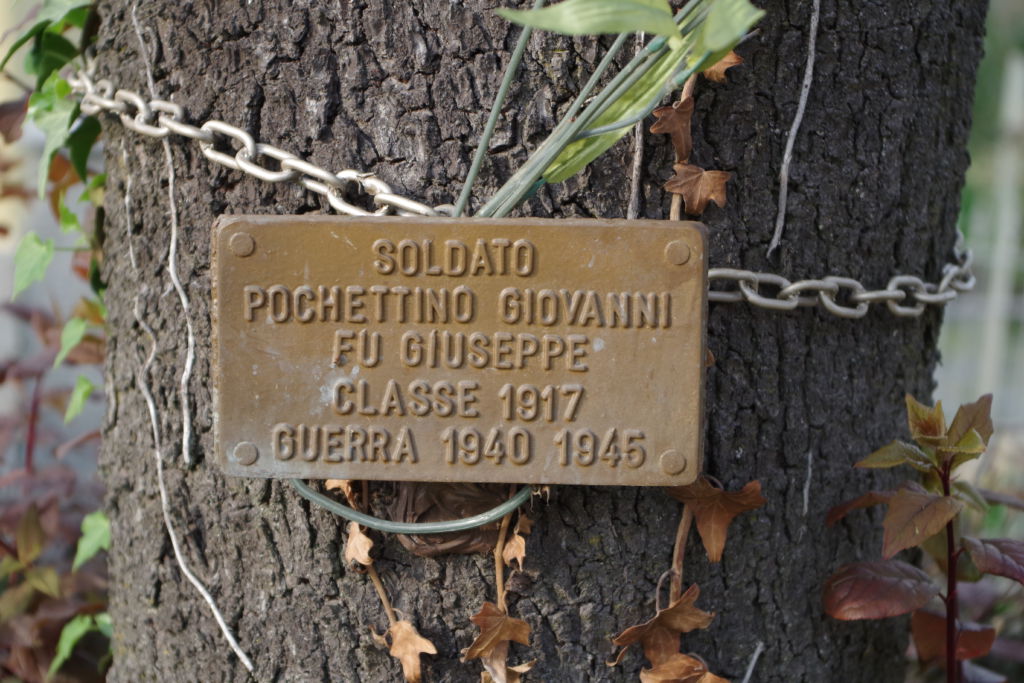 SOLDATO
POCHETTINO GIOVANNI
FU GIUSEPPE
CLASSE 1917
GUERRA 1940 1945